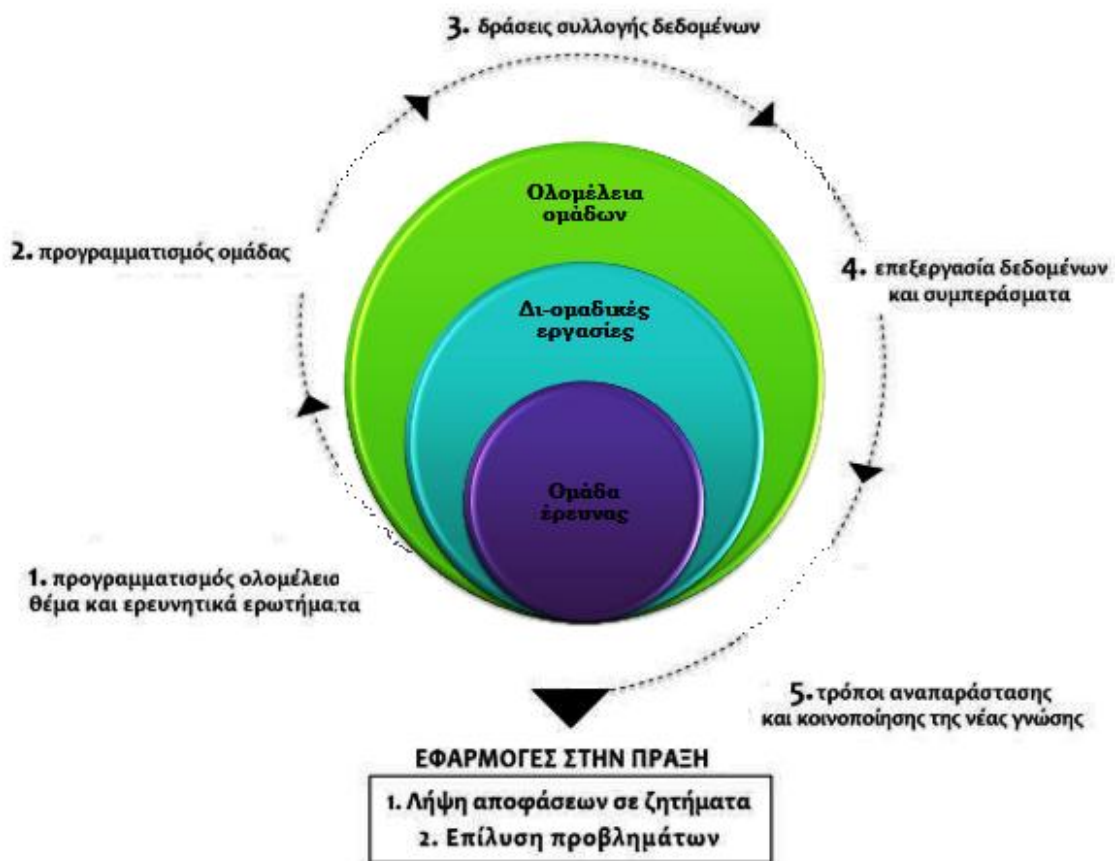 3. δράσεις συλλογής δεδομένων
Ολομέλεια
ομάδων
2. προγραμματισμός ομάδας
4. επεξεργασία δεδομένων
και συμπεράσματα
Δι-ομαδικές
εργασίες
Ομάδα
έρευνας
1. προγραμματισμός ολομέλεια
θέμα και ερευνητικά ερωτήματα
5. τρόποι αναπαράστασης
και κοινοποίησης της νέας γνώσης
ΕΦΑΡΜΟΓΕΣ ΣΤΗΝ ΠΡΑΞΗ
1. Λήψη αποφάσεων σε ζητήματα
2. Επίλυση προβλημάτων